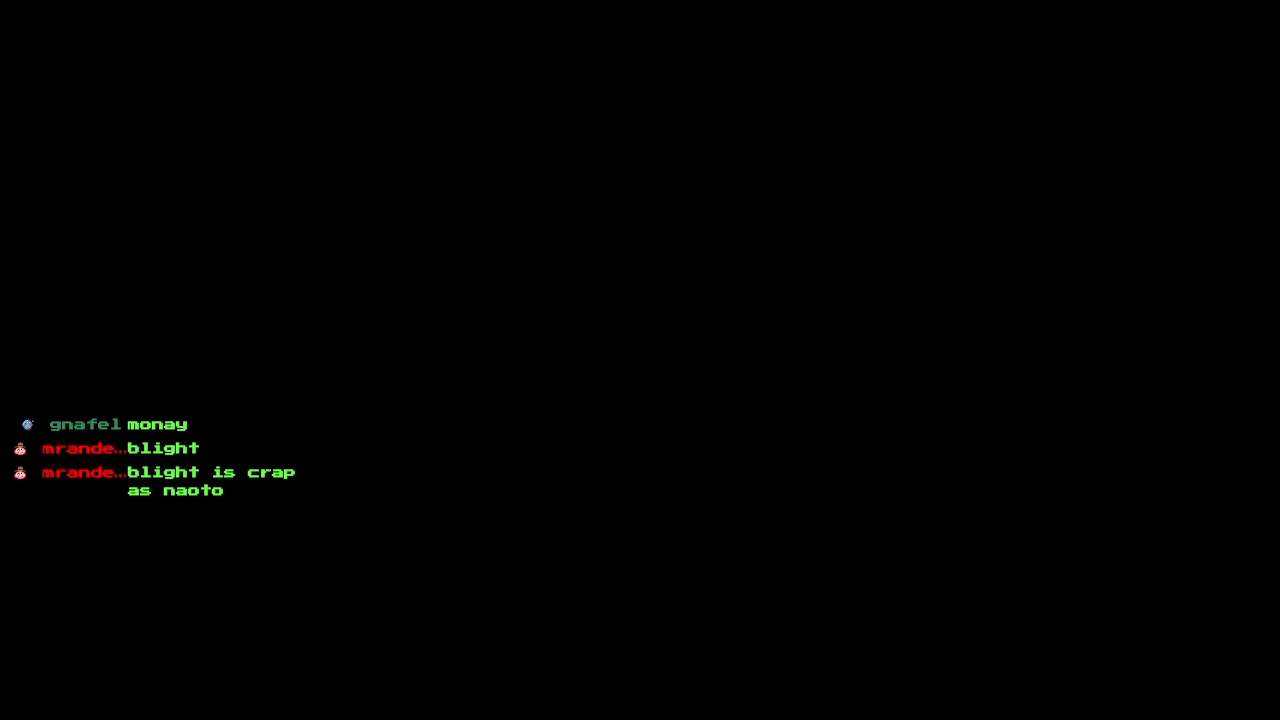 gnafel monay
mrande… blight
mrande… blight is crap
as naoto